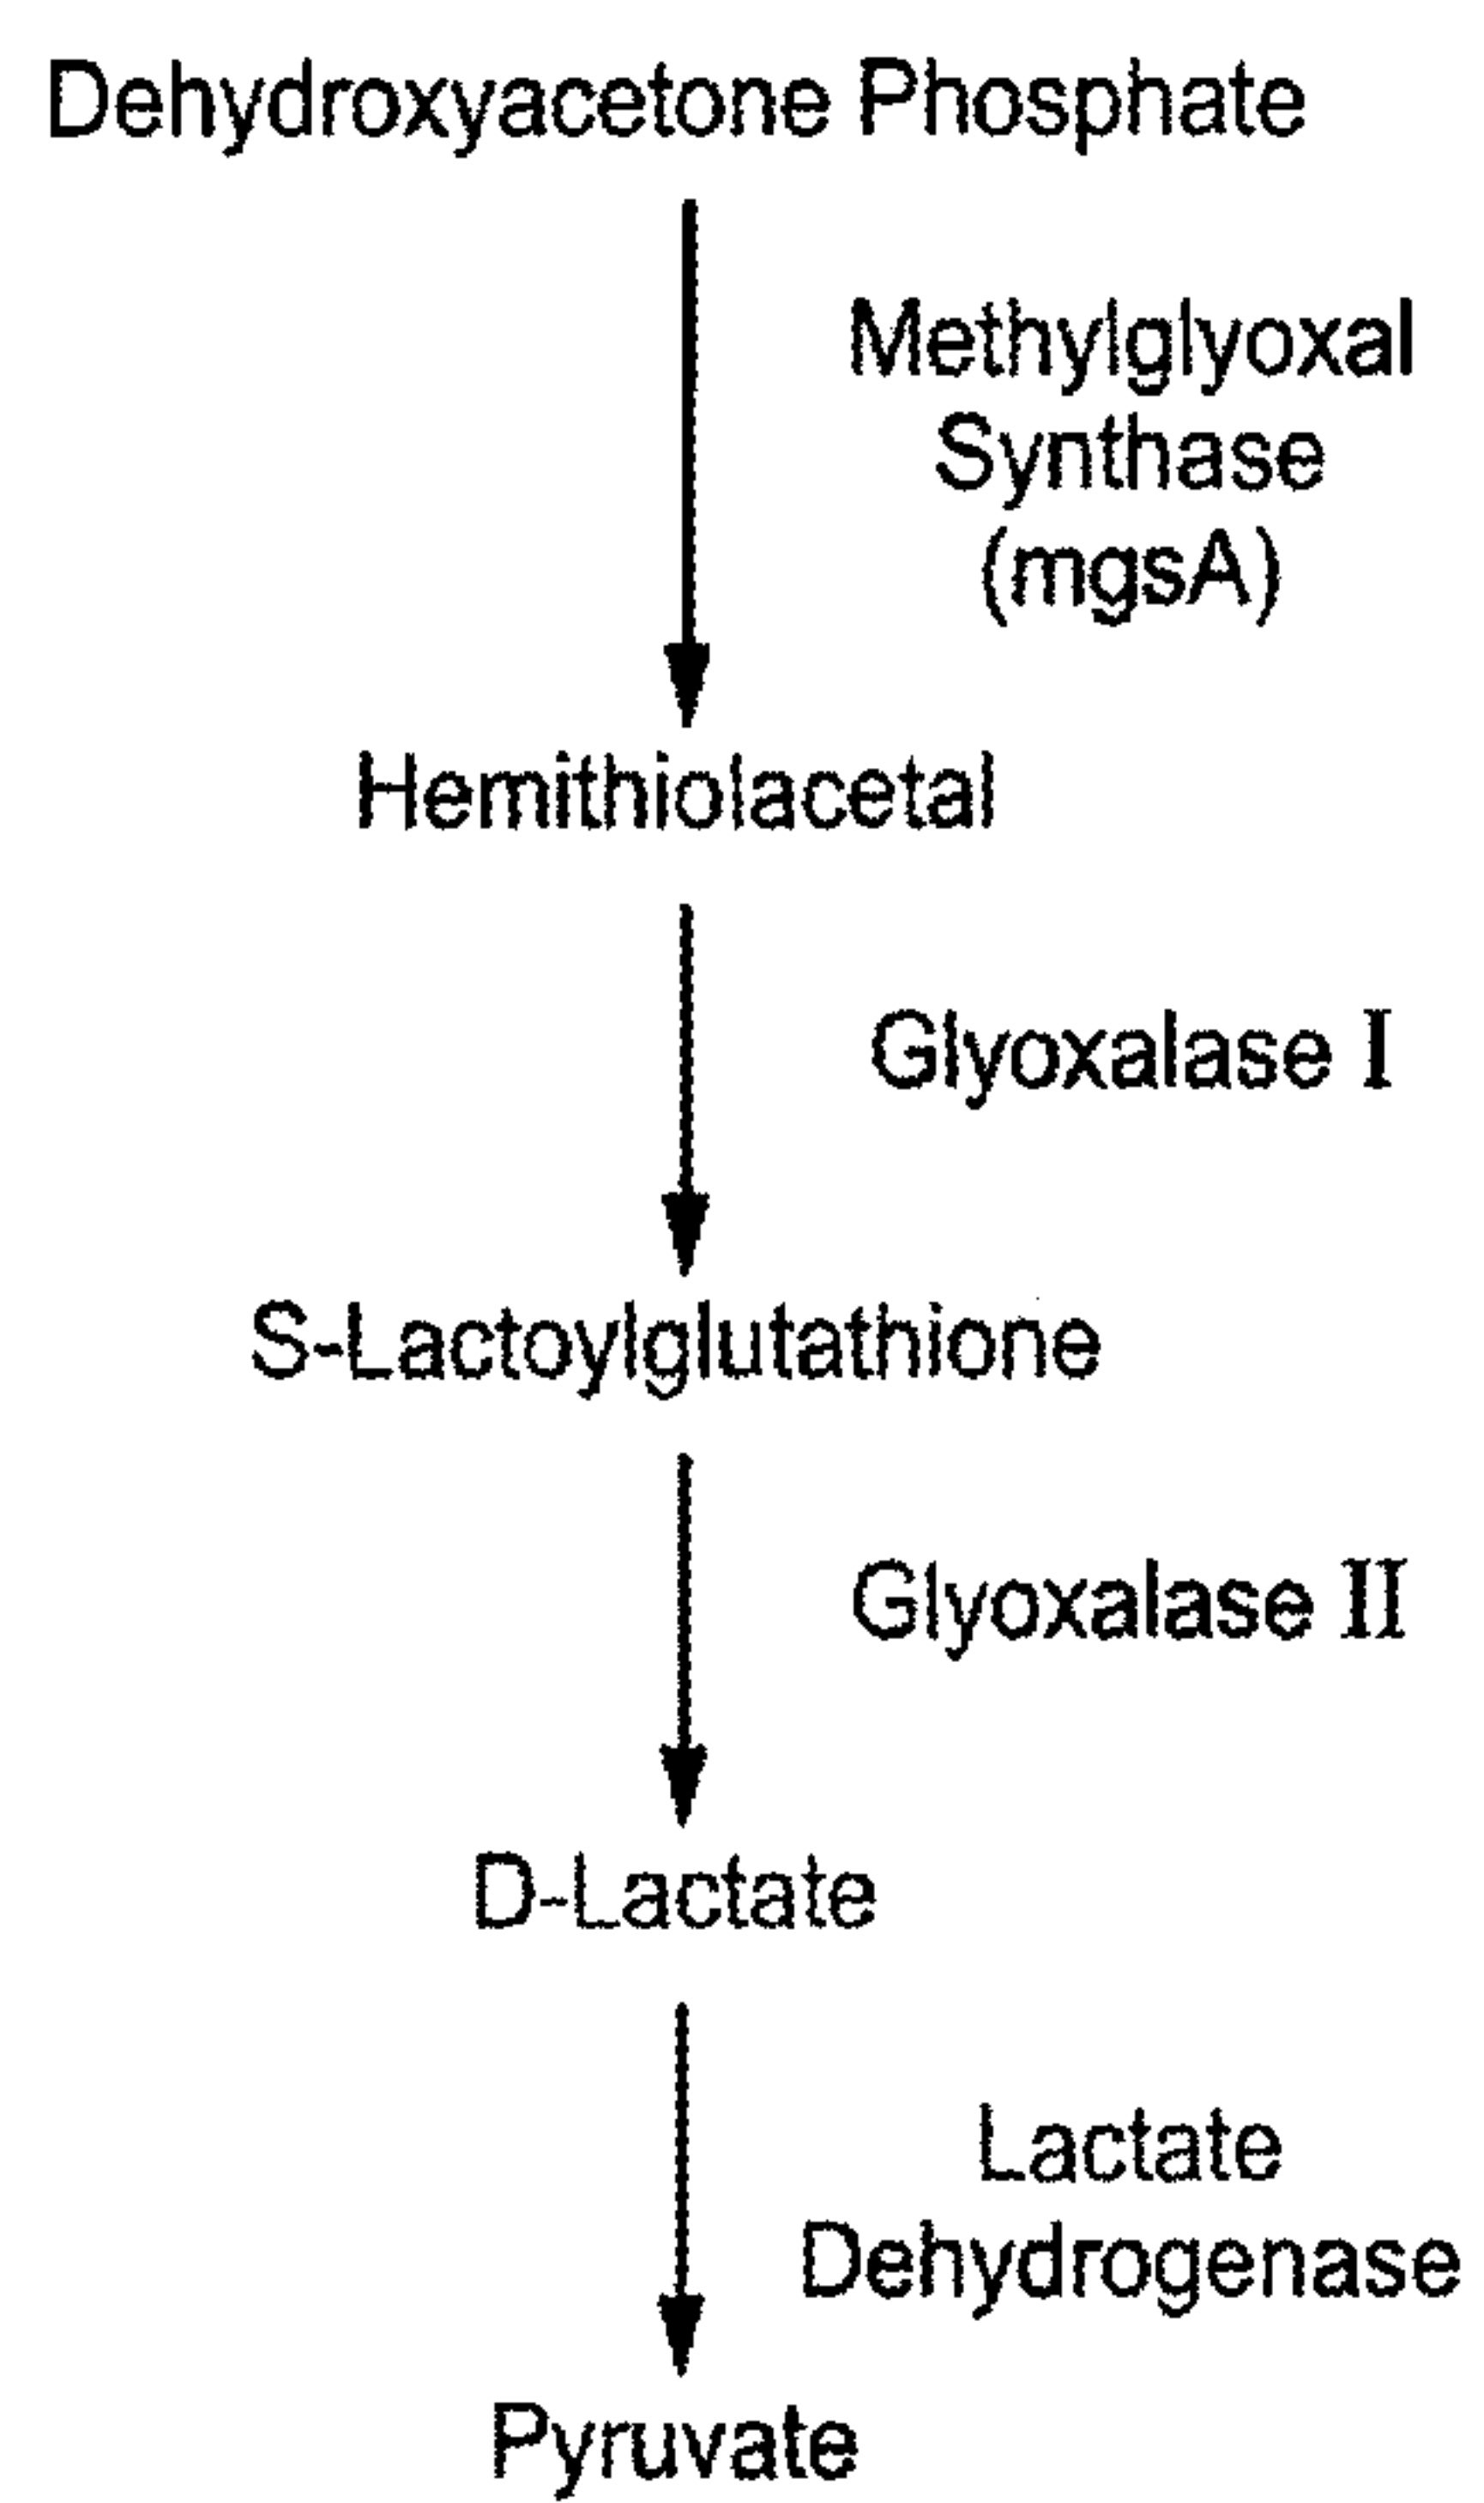 Dehydroxyacetone Phosphate
Methylglyoxal
Synthase
(mgsA)
Hemithiolacetal
Glyoxalase I
S-Lactoylglutathione
Glyoxalase II
D-Lactate
Lactate
Dehydrogenase
Pyruvate